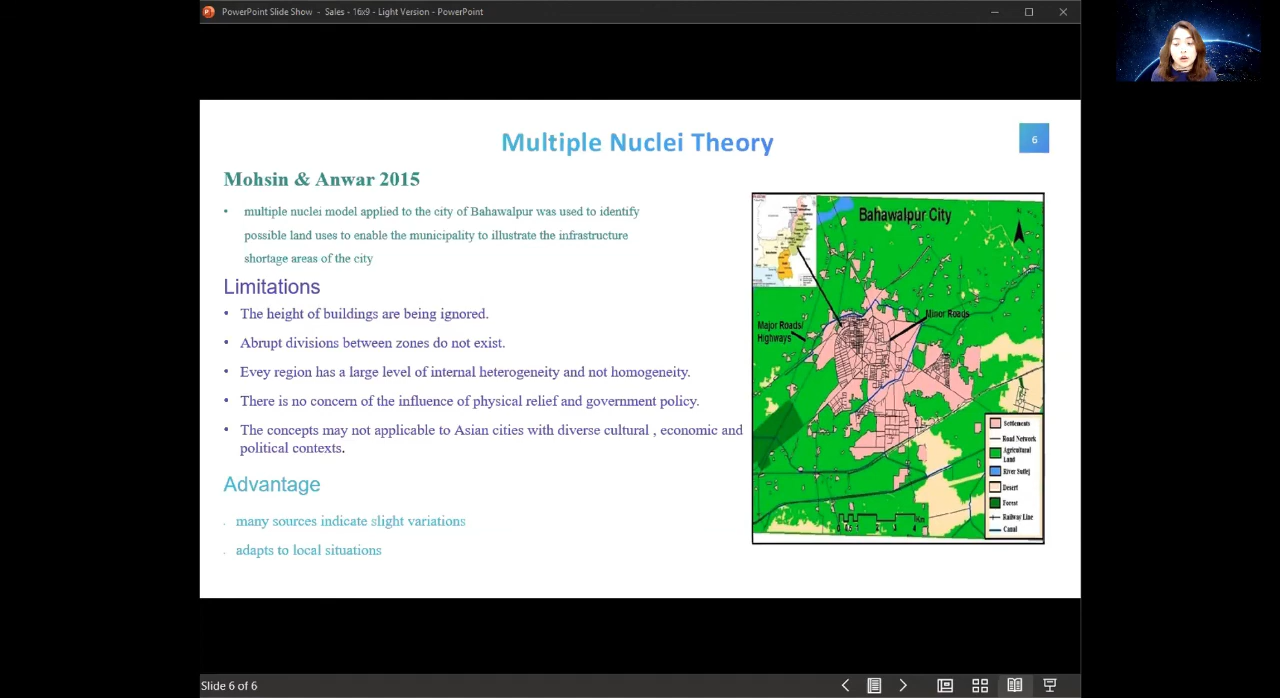 PowerPoint Slide Show - Sales - 16x9 - Light Version - PowerPoint
Multiple Nuclei Theory
6
Mohsin & Anwar 2015
• multiple nuclei model applied to the city of Bahawalpur was used to identify
possible land uses to enable the municipality to illustrate the infrastructure
shortage areas of the city
Limitations
• The height of buildings are being ignored.
• Abrupt divisions between zones do not exist.
• Evey region has a large level of internal heterogeneity and not homogeneity.
• There is no concern of the influence of physical relief and government policy.
• The concepts may not applicable to Asian cities with diverse cultural , economic and
political contexts.
Advantage
. many sources indicate slight variations
. adapts to local situations
Bahawalpur City
Major Roads/
Highways
Minor Roads
Settlements
Road Network
Agricultural
Land
River Sutlej
Desert
Forest
Railway Line
Canal
Slide 6 of 6